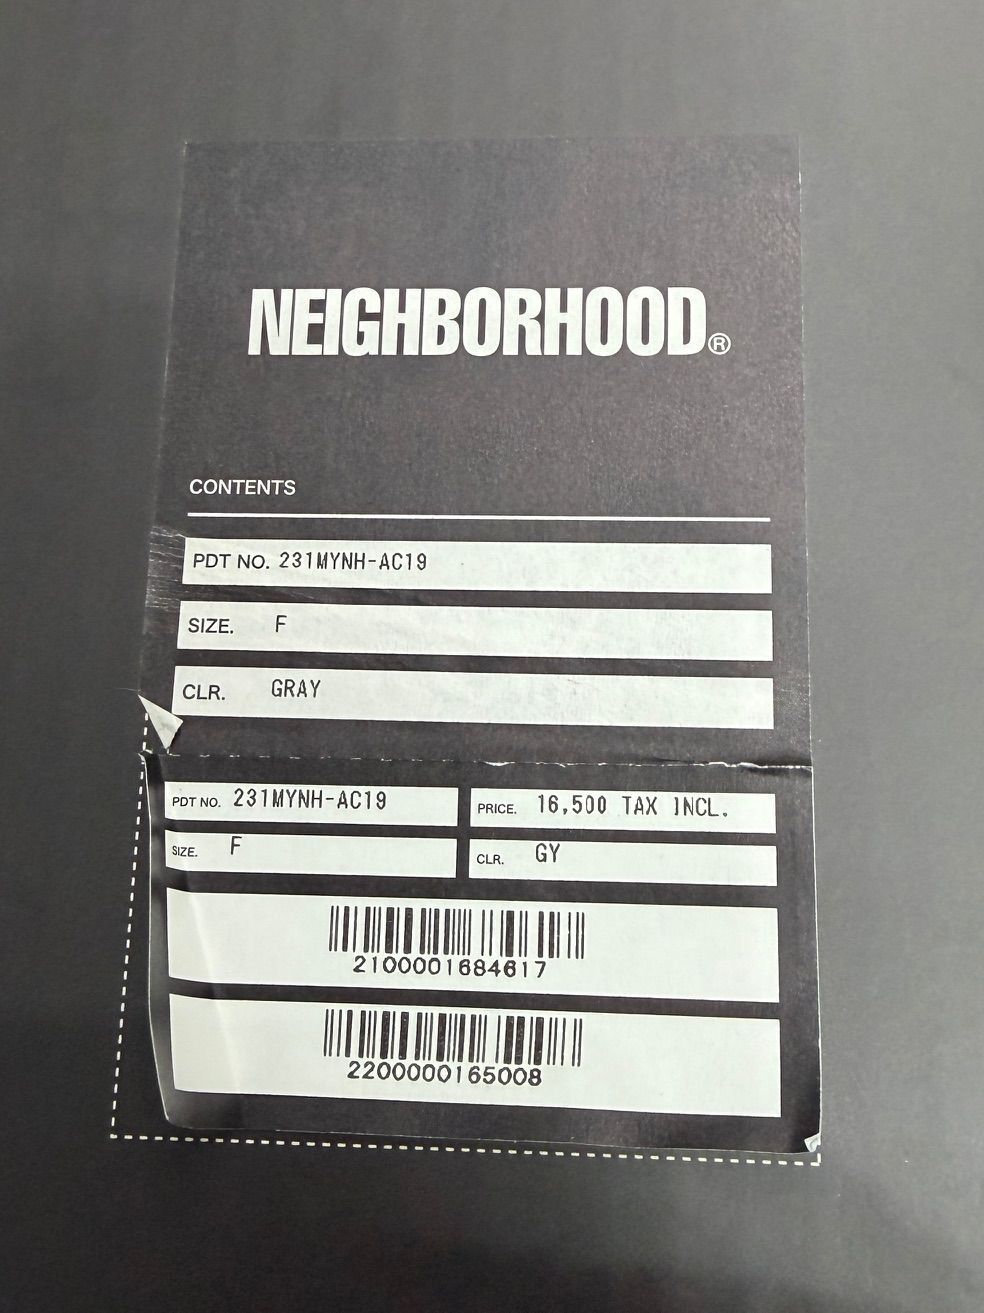 NEIGHBORHOOD®
CONTENTS
PDT NO. 231MYNH-AC19
SIZE. F
CLR. GRAY
PDT NO. 231MYNH-AC19
PRICE. 16,500 TAX INCL.
SIZE. F
CLR. GY
2100001684617
2200000165008